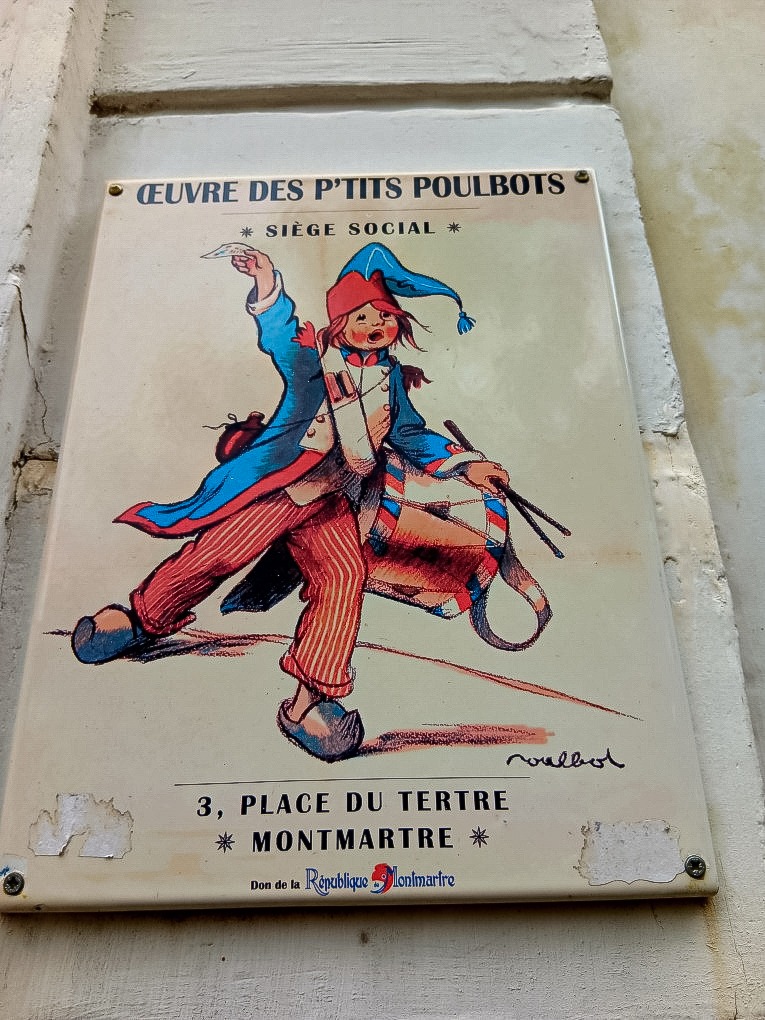 ŒUVRE DES P'TITS POULBOTS
SIÈGE SOCIAL
Poulbot
3, PLACE DU TERTRE
MONTMARTRE
Don de la République de Montmartre